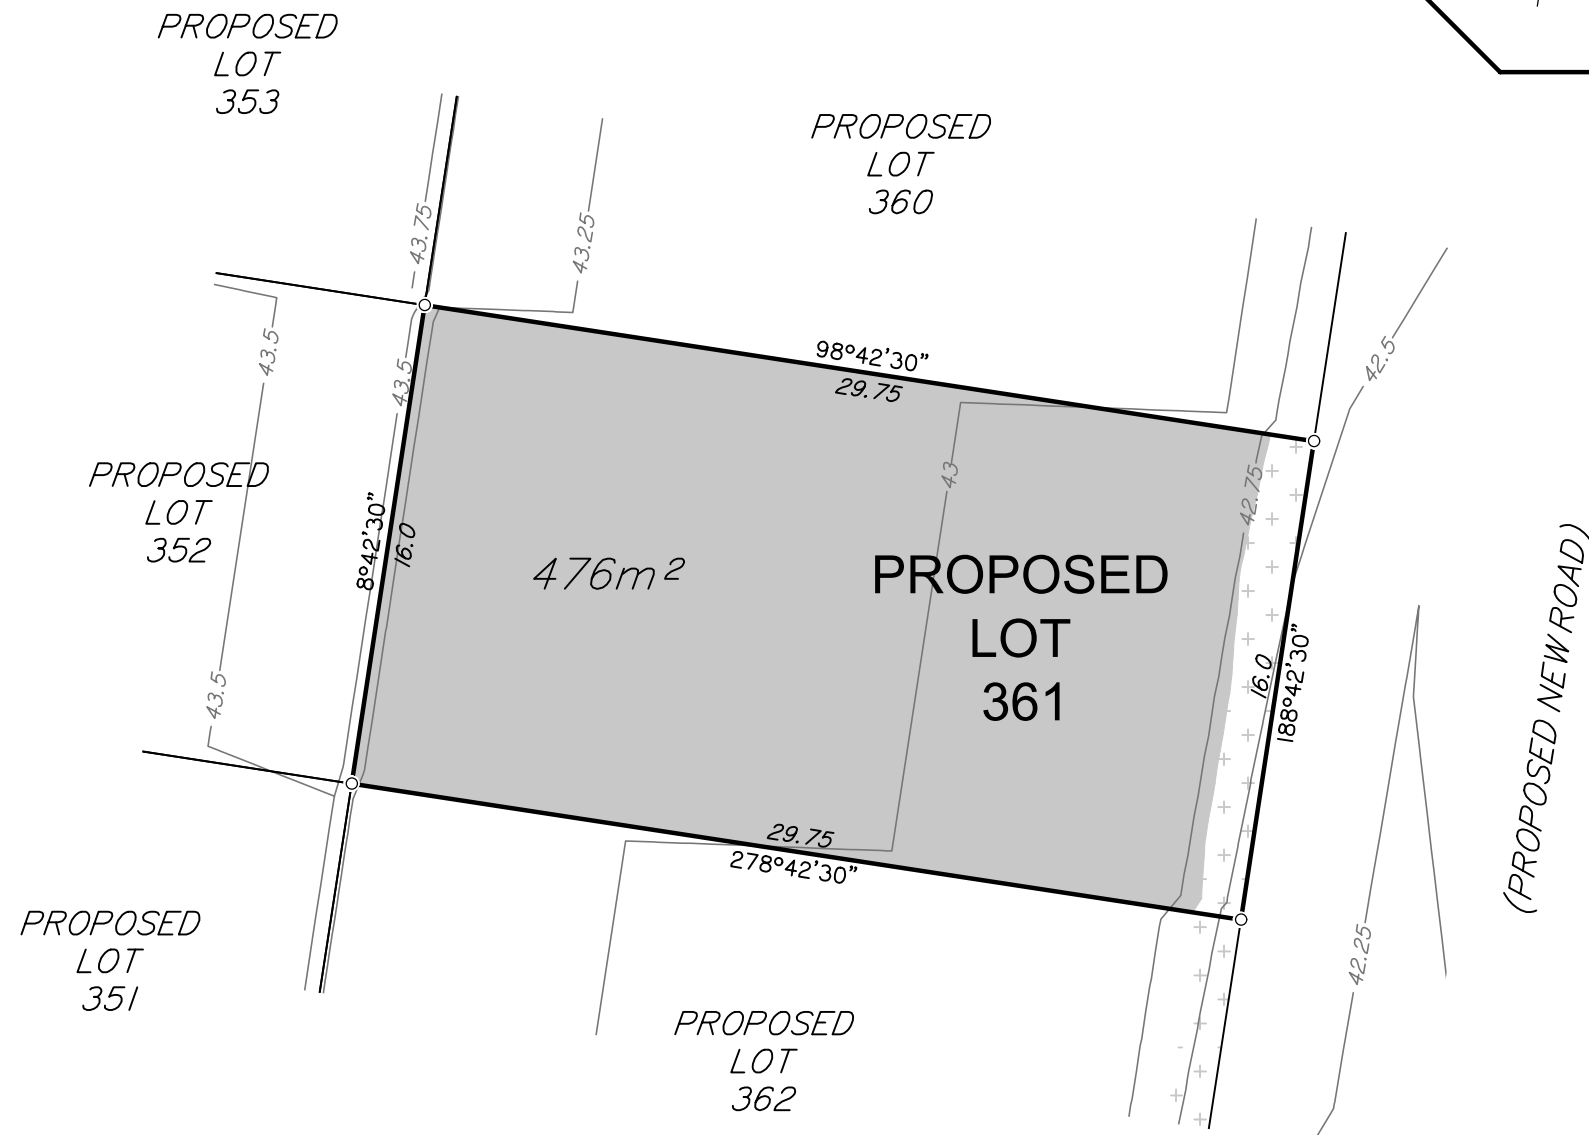 PROPOSED
LOT
353
PROPOSED
LOT
360
43.75
43.25
43.5
43.5
42.5
98°42'30"
29.75
43
42.75
PROPOSED
LOT
352
8°42'30"
16.0
476m²
PROPOSED
LOT
361
16.0
188°42'30"
43.5
(PROPOSED NEW ROAD)
29.75
278°42'30"
42.25
PROPOSED
LOT
351
PROPOSED
LOT
362